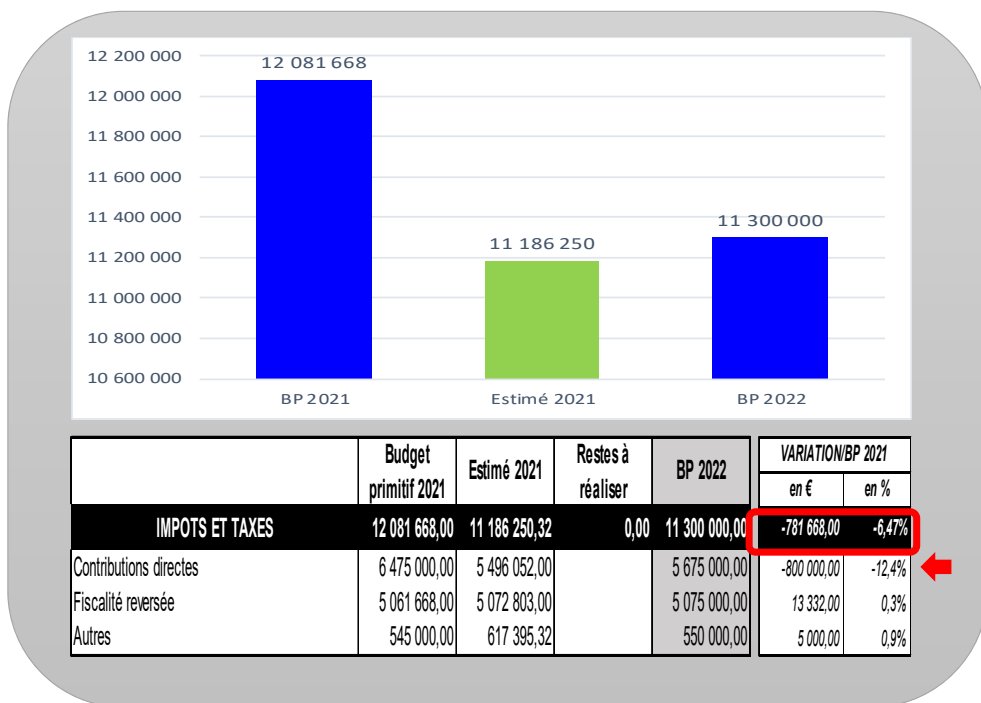 12 200 000
12 000 000
11 800 000
11 600 000
11 400 000
11 200 000
11 000 000
10 800 000
10 600 000
12 081 668
11 186 250
11 300 000
BP 2021 Estimé 2021 BP 2022
Budget primitif 2021 Estimé 2021 Restes à réaliser BP 2022 VARIATION/BP 2021
en € en %
IMPOTS ET TAXES 12 081 668,00 11 186 250,32 0,00 11 300 000,00 -781 668,00 -6,47%
Contributions directes 6 475 000,00 5 496 052,00 5 675 000,00 -800 000,00 -12,4%
Fiscalité reversée 5 061 668,00 5 072 803,00 5 075 000,00 13 332,00 0,3%
Autres 545 000,00 617 395,32 550 000,00 5 000,00 0,9%